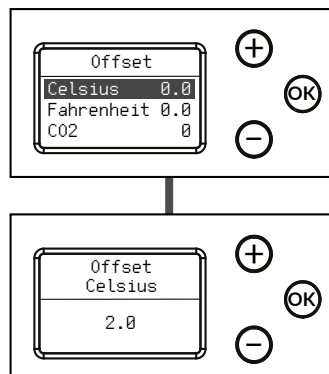 Offset
Celsius 0.0
Fahrenheit 0.0
CO2 0
+
OK
−
Offset
Celsius
2.0
+
OK
−